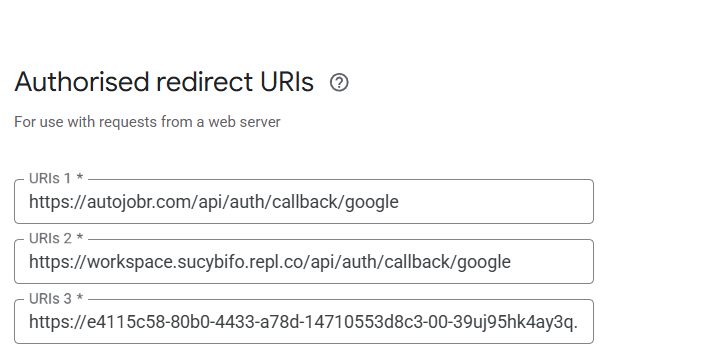 Authorised redirect URIs
For use with requests from a web server
URIs 1 *
https://autojobr.com/api/auth/callback/google
URIs 2 *
https://workspace.sucybifo.repl.co/api/auth/callback/google
URIs 3 *
https://e4115c58-80b0-4433-a78d-14710553d8c3-00-39uj95hk4ay3q.